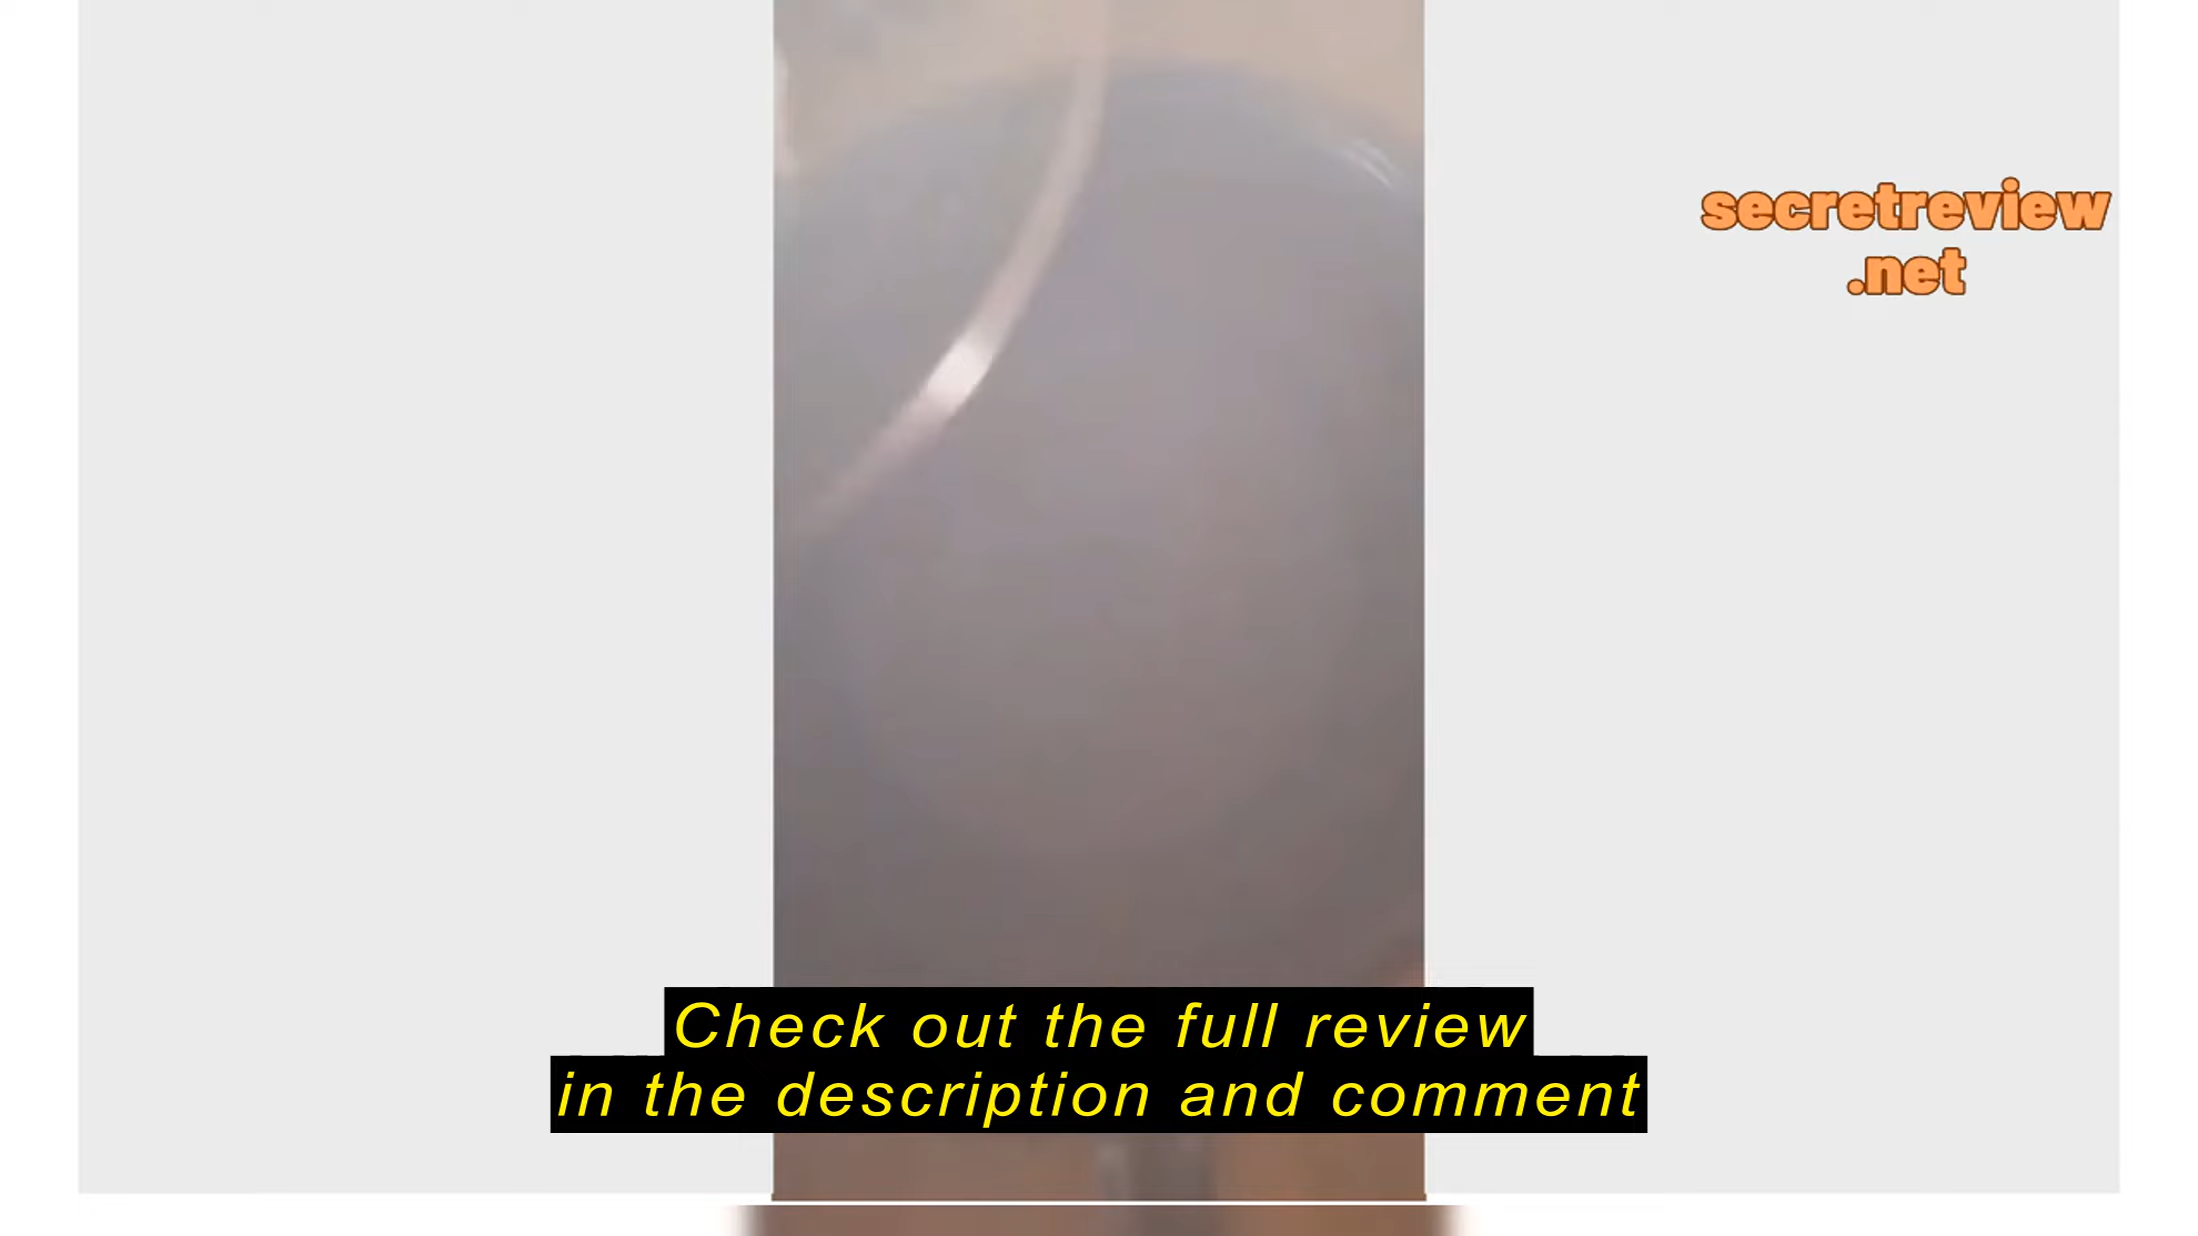 secretreview
.net
Check out the full review
in the description and comment